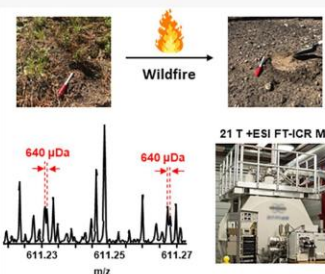 Wildfire
640 µDa
640 µDa
611.23
611.25
611.27
m/z
21 T +ESI FT-ICR M